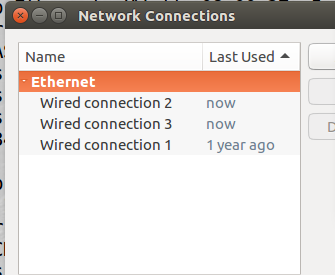 Network Connections
Name Last Used
Ethernet
Wired connection 2 now
Wired connection 3 now
Wired connection 1 1 year ago